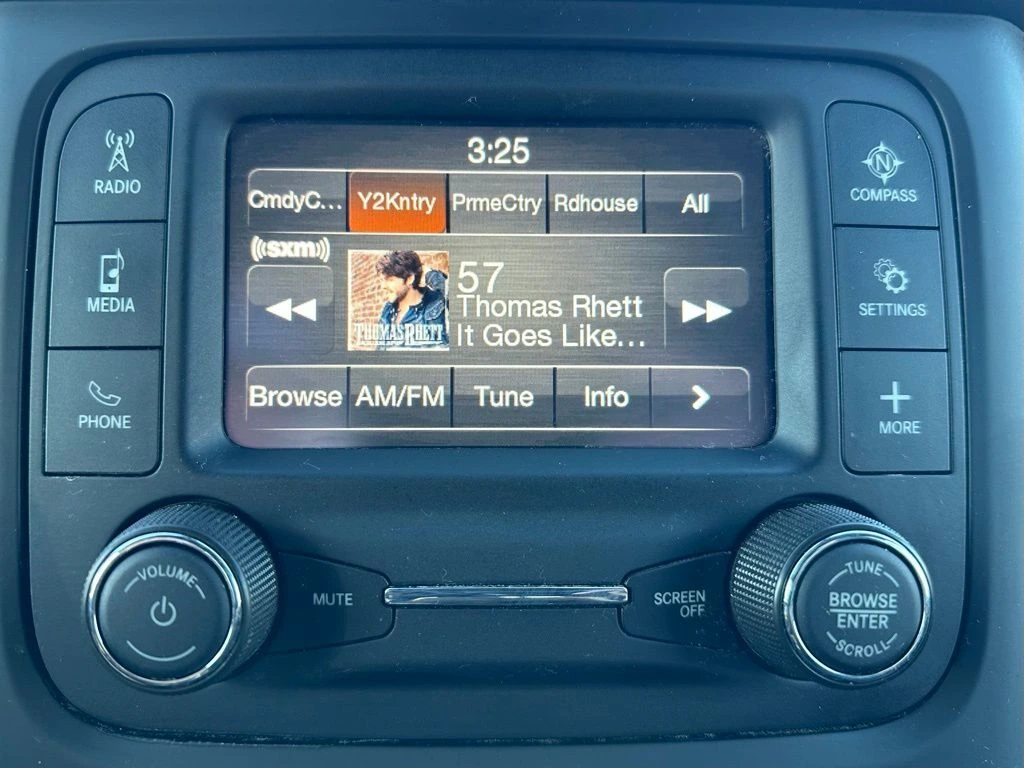 3:25
CmdyC... Y2Kntry PrmeCtry Rdhouse All
((sxm))
57
Thomas Rhett
It Goes Like...
THOMAS RHETT
Browse AM/FM Tune Info >
RADIO
MEDIA
PHONE
N
COMPASS
SETTINGS
+
MORE
VOLUME
MUTE
SCREEN
OFF
TUNE
BROWSE
ENTER
SCROLL